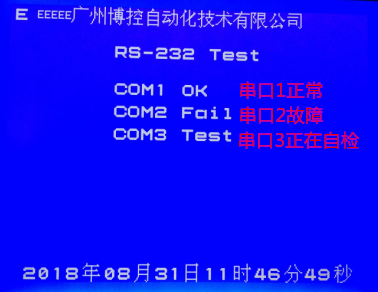 E EEEEE广州博控自动化技术有限公司
RS-232 Test
COM1 OK 串口1正常
COM2 Fail 串口2故障
COM3 Test 串口3正在自检
2018年08月31日11时46分49秒